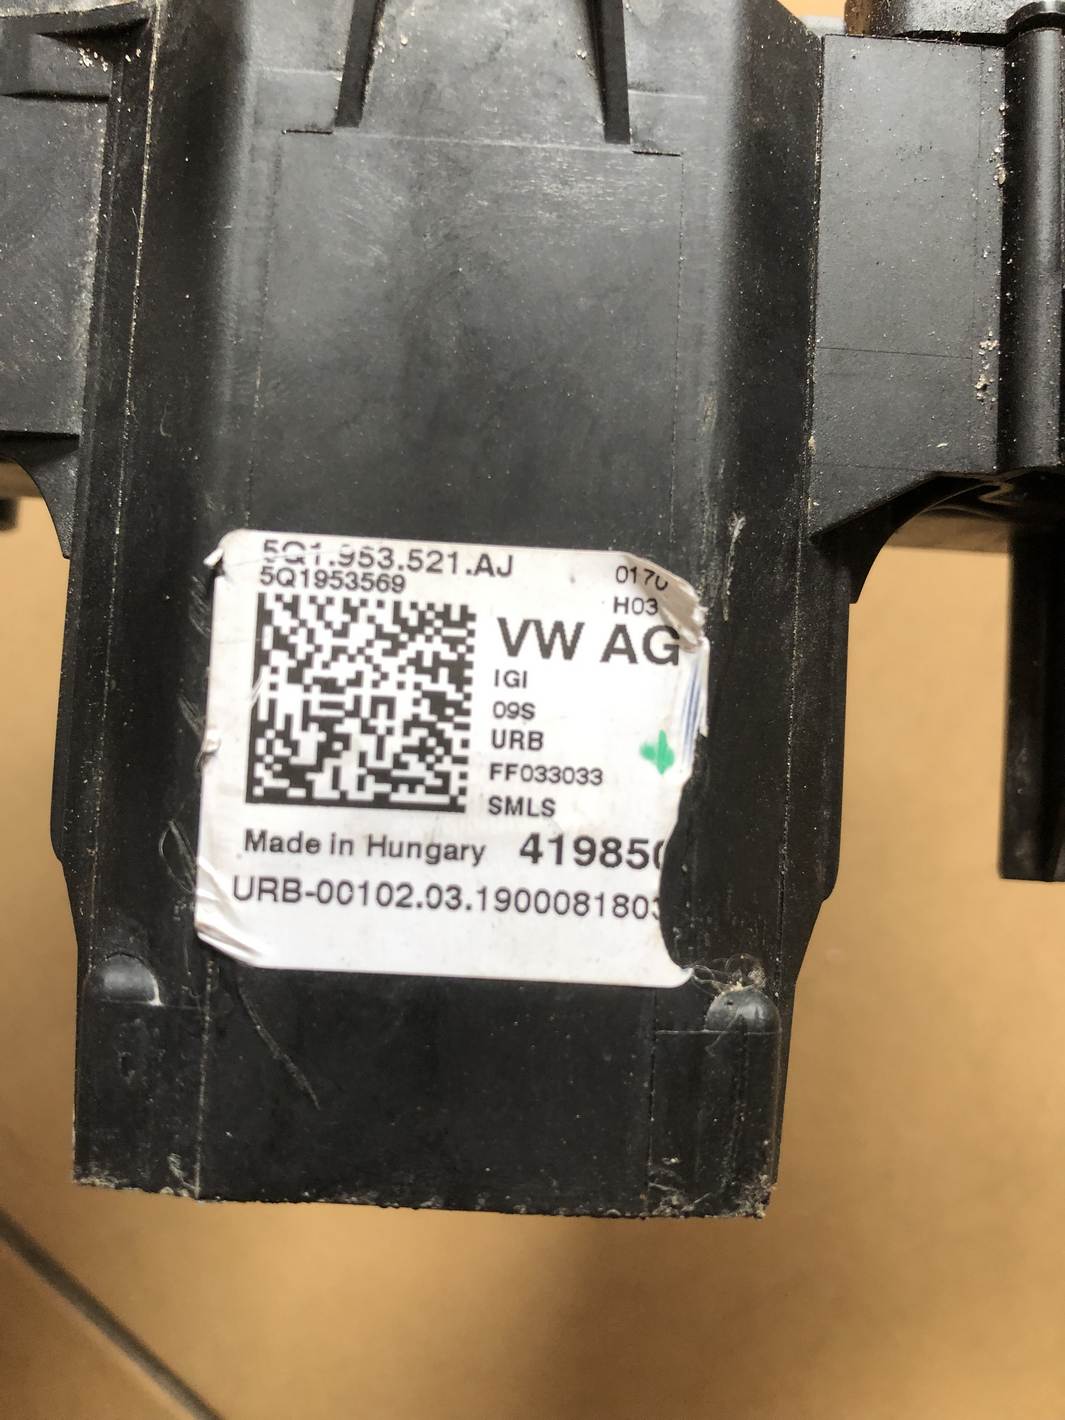 5Q1.953.521.AJ
5Q1953569
0170
H03
VW AG
IGI
09S
URB
FF033033
SMLS
Made in Hungary 419850
URB-00102.03.1900081803